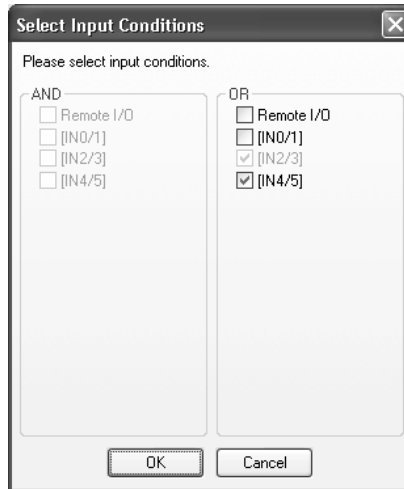 Select Input Conditions
Please select input conditions.
AND
Remote I/O
[IN0/1]
[IN2/3]
[IN4/5]
OR
Remote I/O
[IN0/1]
[IN2/3]
[IN4/5]
OK
Cancel